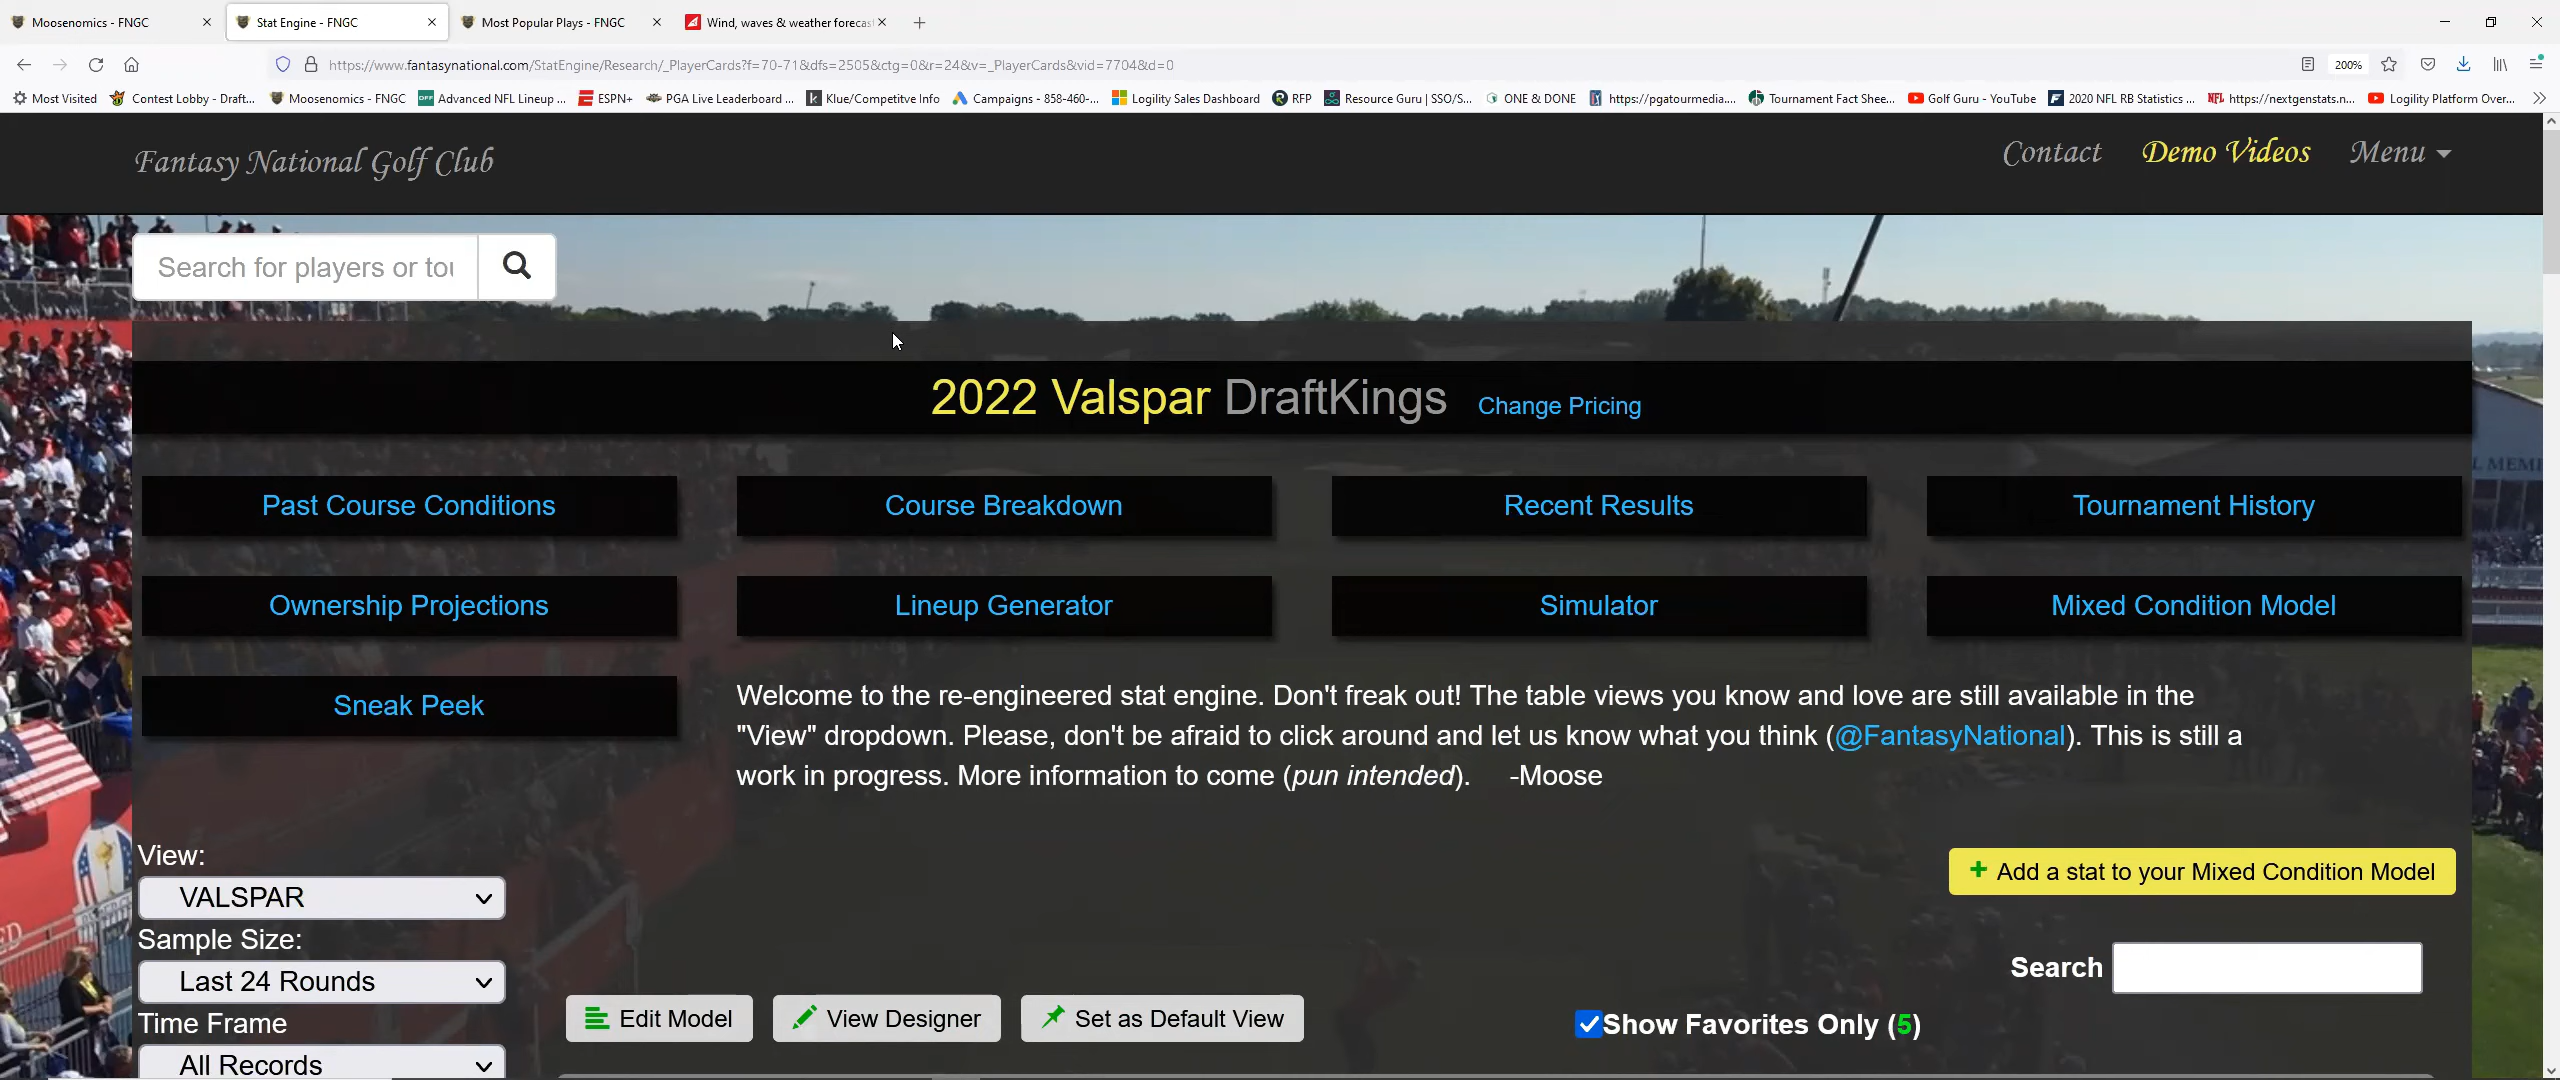 Moosenomics - FNGC
Stat Engine - FNGC
Most Popular Plays - FNGC
Wind, waves & weather forecas
https://www.fantasynational.com/StatEngine/Research/_PlayerCards?f=70-71&dfs=2505&ctg=0&r=24&v=_PlayerCards&vid=7704&d=0
200%
Most Visited
Contest Lobby - Draft...
Moosenomics - FNGC
Advanced NFL Lineup ...
ESPN+
PGA Live Leaderboard ...
Klue/Competitve Info
Campaigns - 858-460-...
Logility Sales Dashboard
RFP
Resource Guru | SSO/S...
ONE & DONE
https://pgatourmedia....
Tournament Fact Shee...
Golf Guru - YouTube
2020 NFL RB Statistics ...
https://nextgenstats.n...
Logility Platform Over...
Fantasy National Golf Club
Contact
Demo Videos
Menu
Search for players or tou
2022 Valspar DraftKings Change Pricing
Past Course Conditions
Course Breakdown
Recent Results
Tournament History
Ownership Projections
Lineup Generator
Simulator
Mixed Condition Model
Sneak Peek
Welcome to the re-engineered stat engine. Don't freak out! The table views you know and love are still available in the
"View" dropdown. Please, don't be afraid to click around and let us know what you think (@FantasyNational). This is still a
work in progress. More information to come (pun intended). -Moose
View:
VALSPAR
+ Add a stat to your Mixed Condition Model
Sample Size:
Last 24 Rounds
Search
Time Frame
All Records
Edit Model
View Designer
Set as Default View
Show Favorites Only (5)